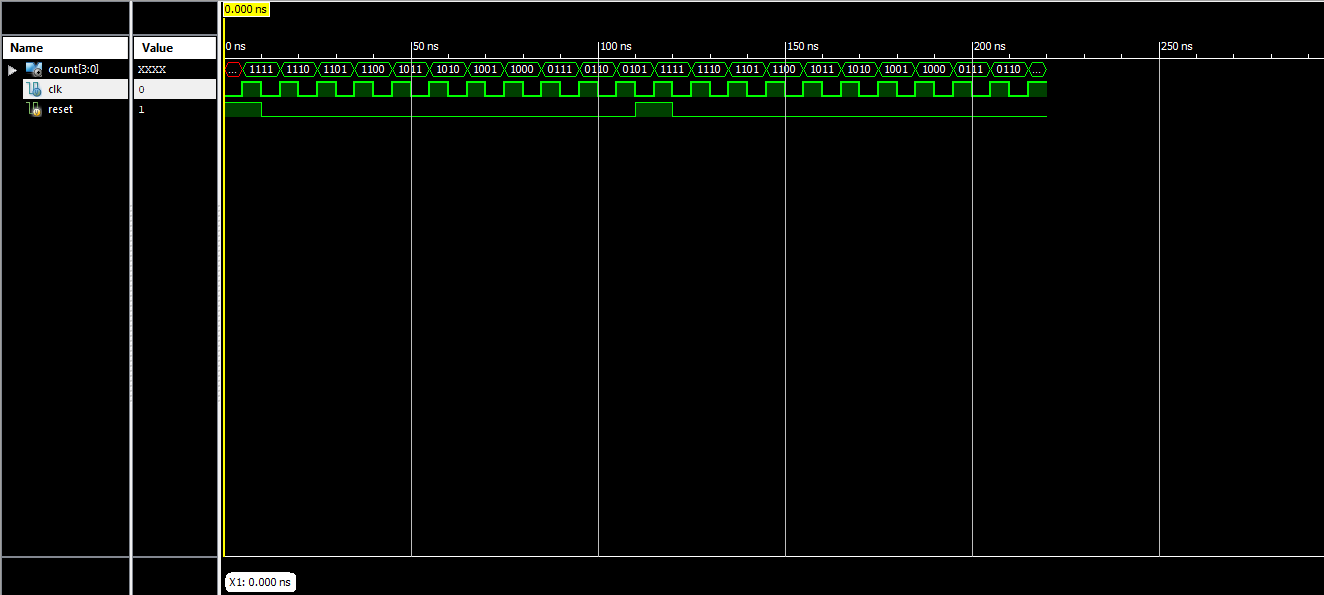 0.000 ns
Name Value
0 ns 50 ns 100 ns 150 ns 200 ns 250 ns
count[3:0] XXXX ... 1111 1110 1101 1100 1011 1010 1001 1000 0111 0110 0101 1111 1110 1101 1100 1011 1010 1001 1000 0111 0110 ...
clk 0
reset 1
X1: 0.000 ns